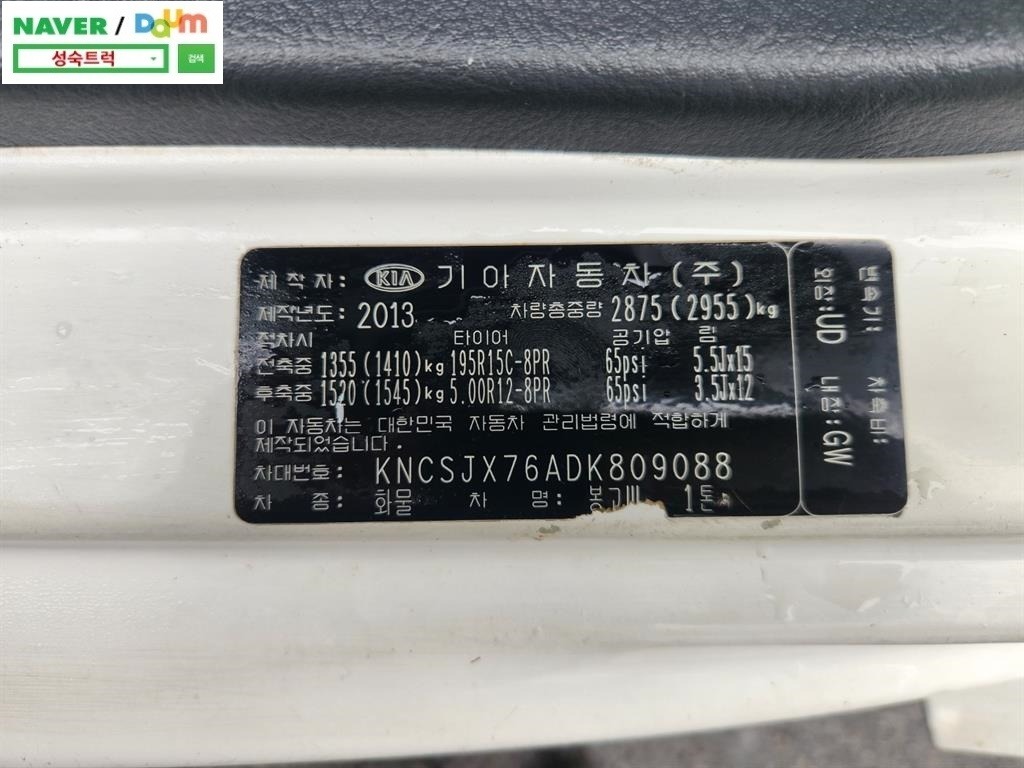 NAVER / Daum
성숙트럭 검색
제작자: KIA 기아자동차(주)
제작년도: 2013 차량총중량 2875(2955)kg
적차시 타이어 공기압 림
전축중 1355(1410)kg 195R15C-8PR 65psi 5.5Jx15
후축중 1520(1545)kg 5.00R12-8PR 65psi 3.5Jx12
이 자동차는 대한민국 자동차 관리법령에 적합하게
제작되었습니다.
차대번호: KNCSJX76ADK809088
차 종: 화물 차 명: 봉고Ⅲ 1톤
변속기: 차축비:
외장: UD 내장: GW